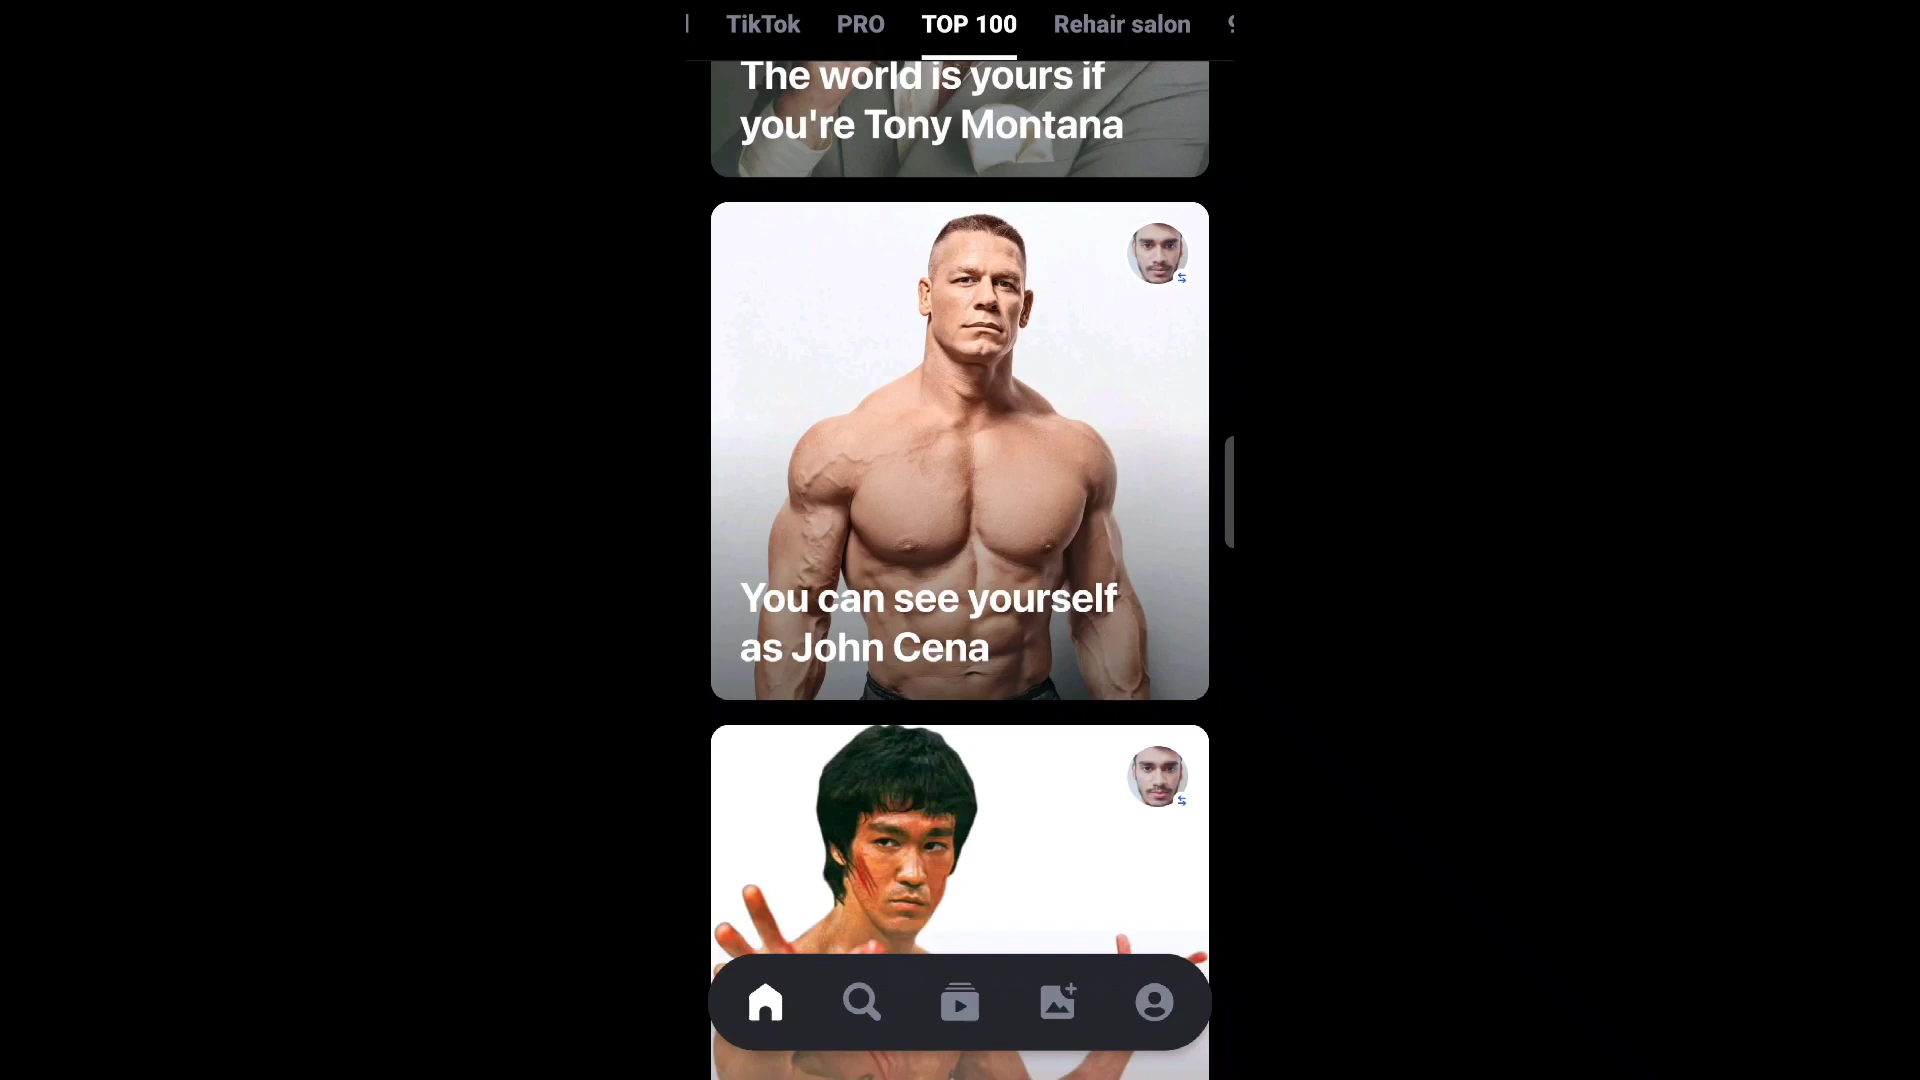 TikTok PRO TOP 100 Rehair salon
The world is yours if
you're Tony Montana
You can see yourself
as John Cena